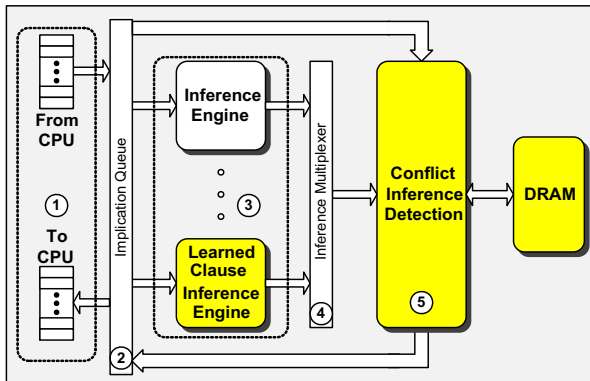 From
CPU
1
To
CPU
Implication Queue
2
Inference
Engine
3
Learned
Clause
Inference
Engine
Inference Multiplexer
4
Conflict
Inference
Detection
5
DRAM